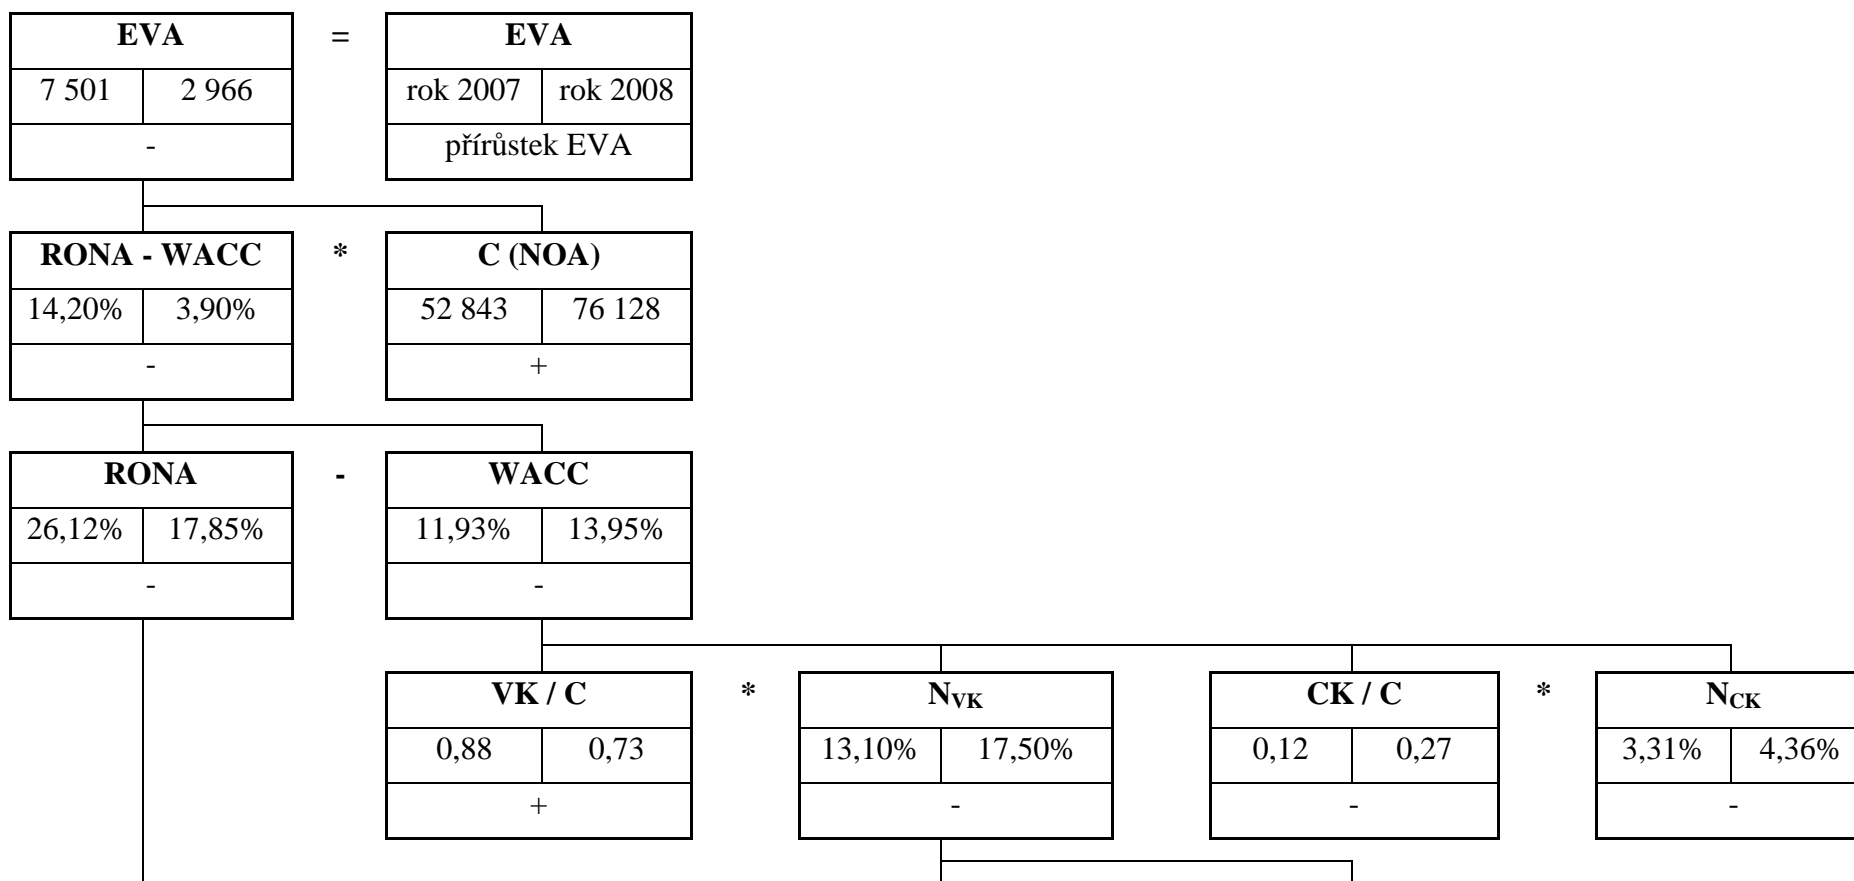 EVA = EVA
7 501 2 966 rok 2007 rok 2008
- přírůstek EVA
RONA - WACC * C (NOA)
14,20% 3,90% 52 843 76 128
- +
RONA - WACC
26,12% 17,85% 11,93% 13,95%
- -
VK / C * NVK CK / C * NCK
0,88 0,73 13,10% 17,50% 0,12 0,27 3,31% 4,36%
+ - - -